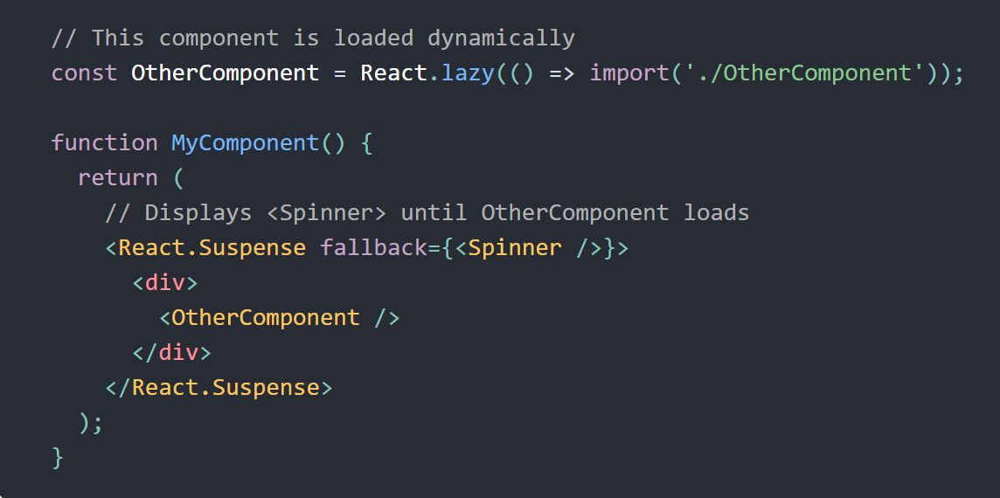 // This component is loaded dynamically
const OtherComponent = React.lazy(() => import('./OtherComponent'));

function MyComponent() {
  return (
    // Displays <Spinner> until OtherComponent loads
    <React.Suspense fallback={<Spinner />}>
      <div>
        <OtherComponent />
      </div>
    </React.Suspense>
  );
}